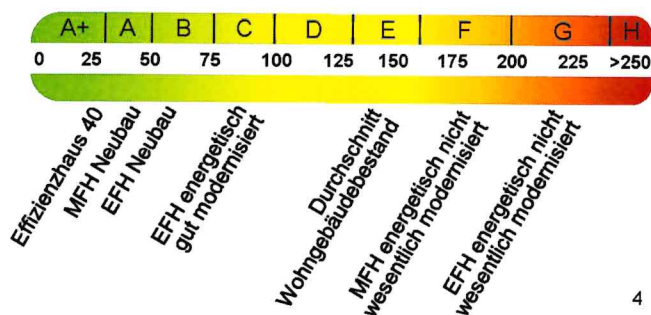 A+ A B C D E F G H
0 25 50 75 100 125 150 175 200 225 >250
Effizienzhaus 40
MFH Neubau
EFH Neubau
EFH energetisch
gut modernisiert
Durchschnitt
Wohngebäudebestand
MFH energetisch nicht
wesentlich modernisiert
EFH energetisch nicht
wesentlich modernisiert
4